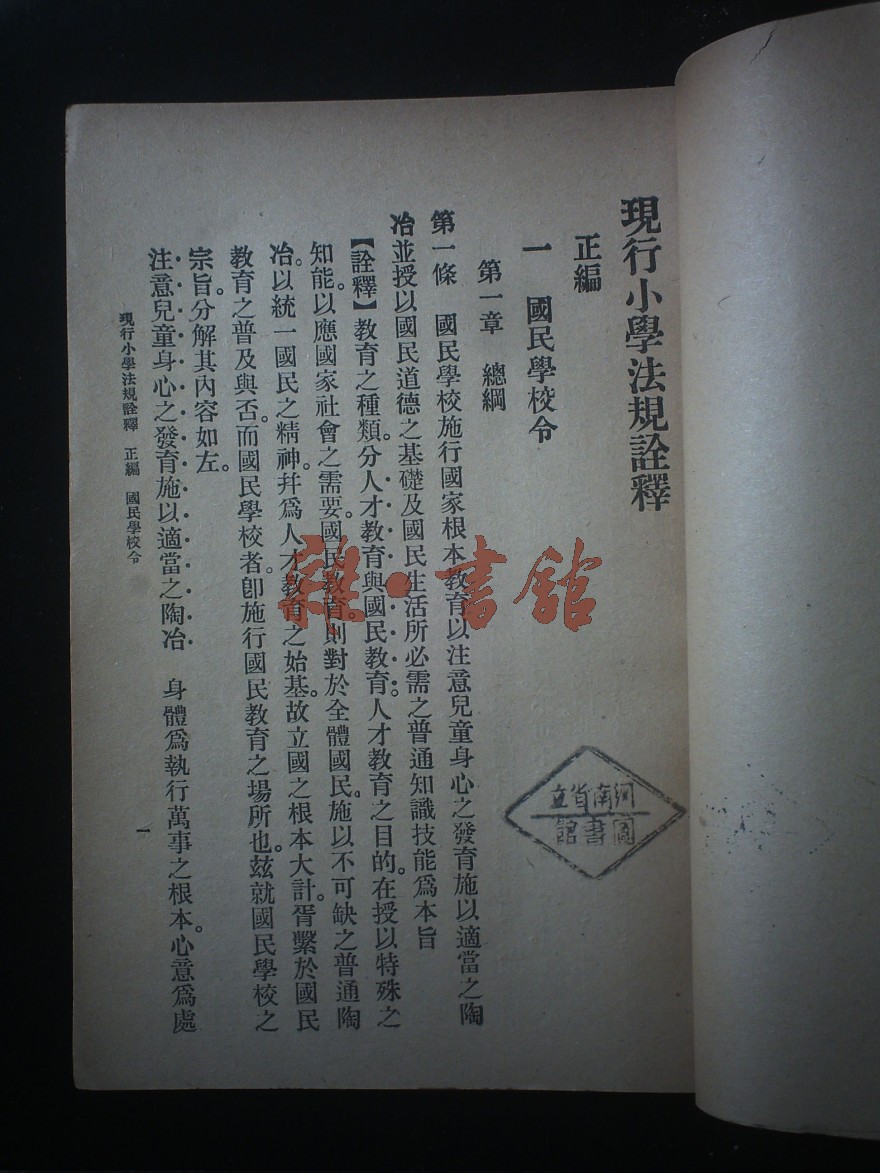 現行小學法規詮釋
正編
一　國民學校令
第一章　總綱
第一條　國民學校施行國家根本教育以注意兒童身心之發育施以適當之陶
冶並授以國民道德之基礎及國民生活所必需之普通知識技能爲本旨
【詮釋】教育之種類。分人才教育與國民教育。人才教育之目的。在授以特殊之
知能。以應國家社會之需要。國民教育。則對於全體國民。施以不可缺之普通陶
冶。以統一國民之精神。幷爲人才教育之始基。故立國之根本大計。胥繫於國民
教育之普及與否。而國民學校者。卽施行國民教育之場所也。玆就國民學校之
宗旨。分解其內容如左。
注意兒童身心之發育施以適當之陶冶　身體爲執行萬事之根本。心意爲處
現行小學法規詮釋　正編　國民學校令
一
河南省立
圖書館
雜·書館